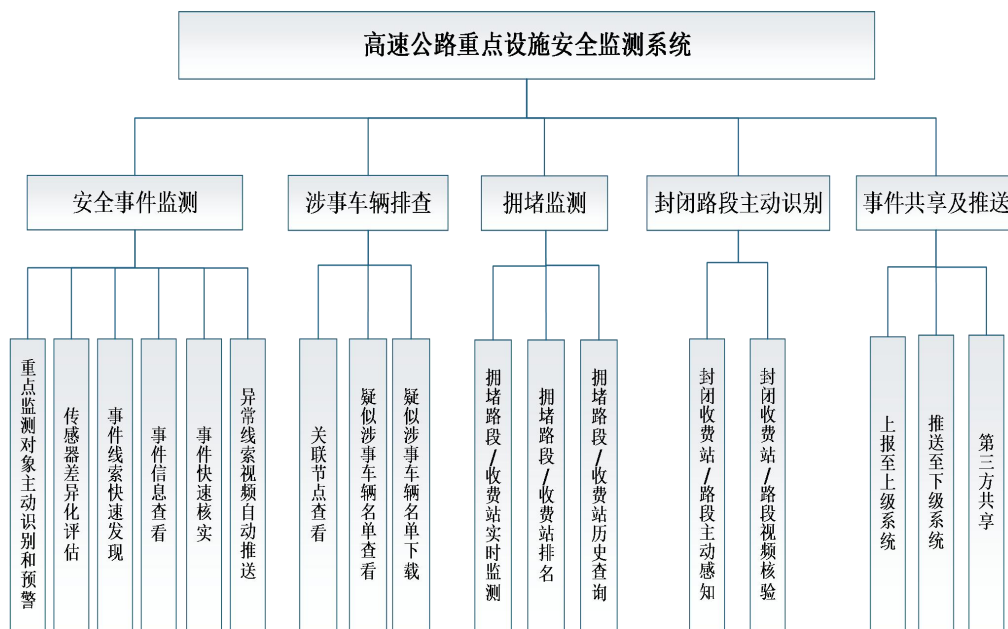 高速公路重点设施安全监测系统
安全事件监测
涉事车辆排查
拥堵监测
封闭路段主动识别
事件共享及推送
重点监测对象主动识别和预警
传感器差异化评估
事件线索快速发现
事件信息查看
事件快速核实
异常线索视频自动推送
关联节点查看
疑似涉事车辆名单查看
疑似涉事车辆名单下载
拥堵路段/收费站实时监测
拥堵路段/收费站排名
拥堵路段/收费站历史查询
封闭收费站/路段主动感知
封闭收费站/路段视频核验
上报至上级系统
推送至下级系统
第三方共享